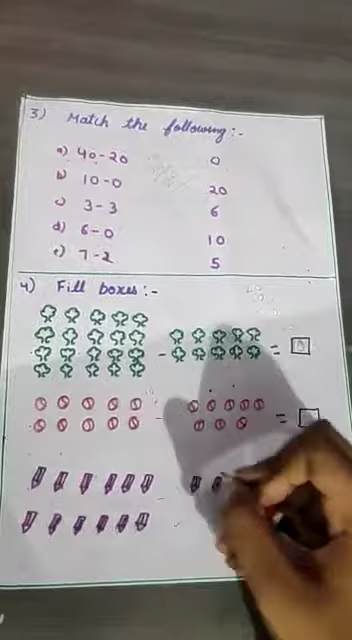 3) Match the following:-
a) 40-20 0
b) 10-0 20
c) 3-3 6
d) 6-0 10
e) 7-2 5
4) Fill boxes:-
- =
- =
-